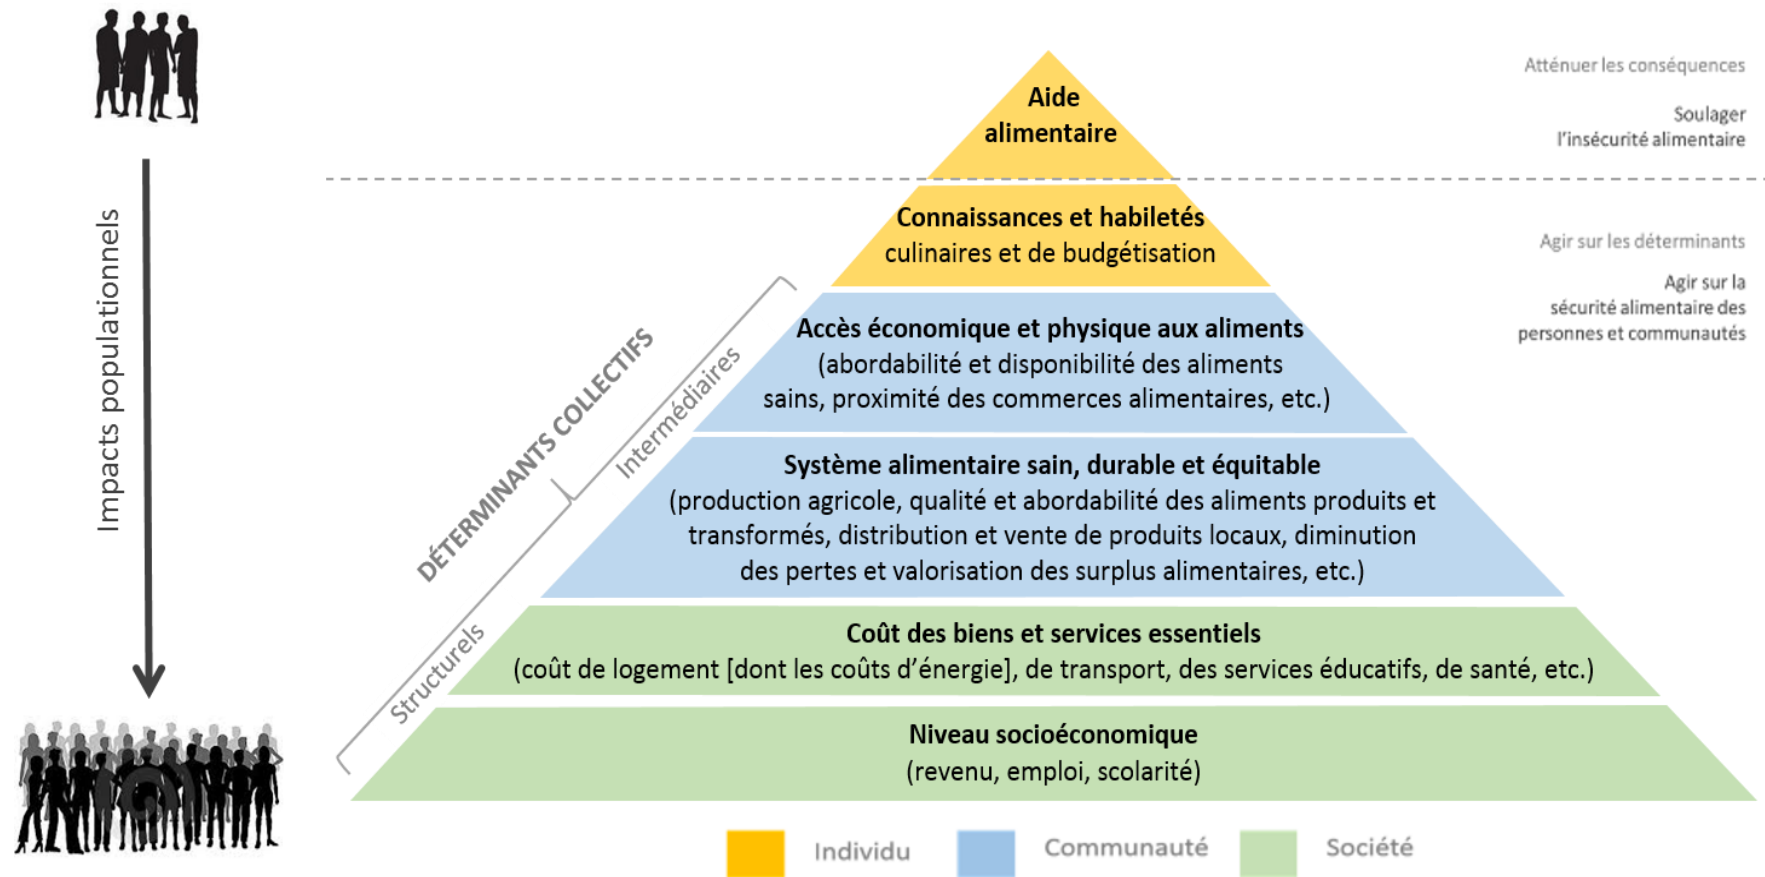 Aide
alimentaire
Atténuer les conséquences
Soulager
l’insécurité alimentaire
Impacts populationnels
Connaissances et habiletés
culinaires et de budgétisation
Agir sur les déterminants
Agir sur la
sécurité alimentaire des
personnes et communautés
DÉTERMINANTS COLLECTIFS
Intermédiaires
Structurels
Accès économique et physique aux aliments
(abordabilité et disponibilité des aliments
sains, proximité des commerces alimentaires, etc.)
Système alimentaire sain, durable et équitable
(production agricole, qualité et abordabilité des aliments produits et
transformés, distribution et vente de produits locaux, diminution
des pertes et valorisation des surplus alimentaires, etc.)
Coût des biens et services essentiels
(coût de logement [dont les coûts d’énergie], de transport, des services éducatifs, de santé, etc.)
Niveau socioéconomique
(revenu, emploi, scolarité)
Individu
Communauté
Société